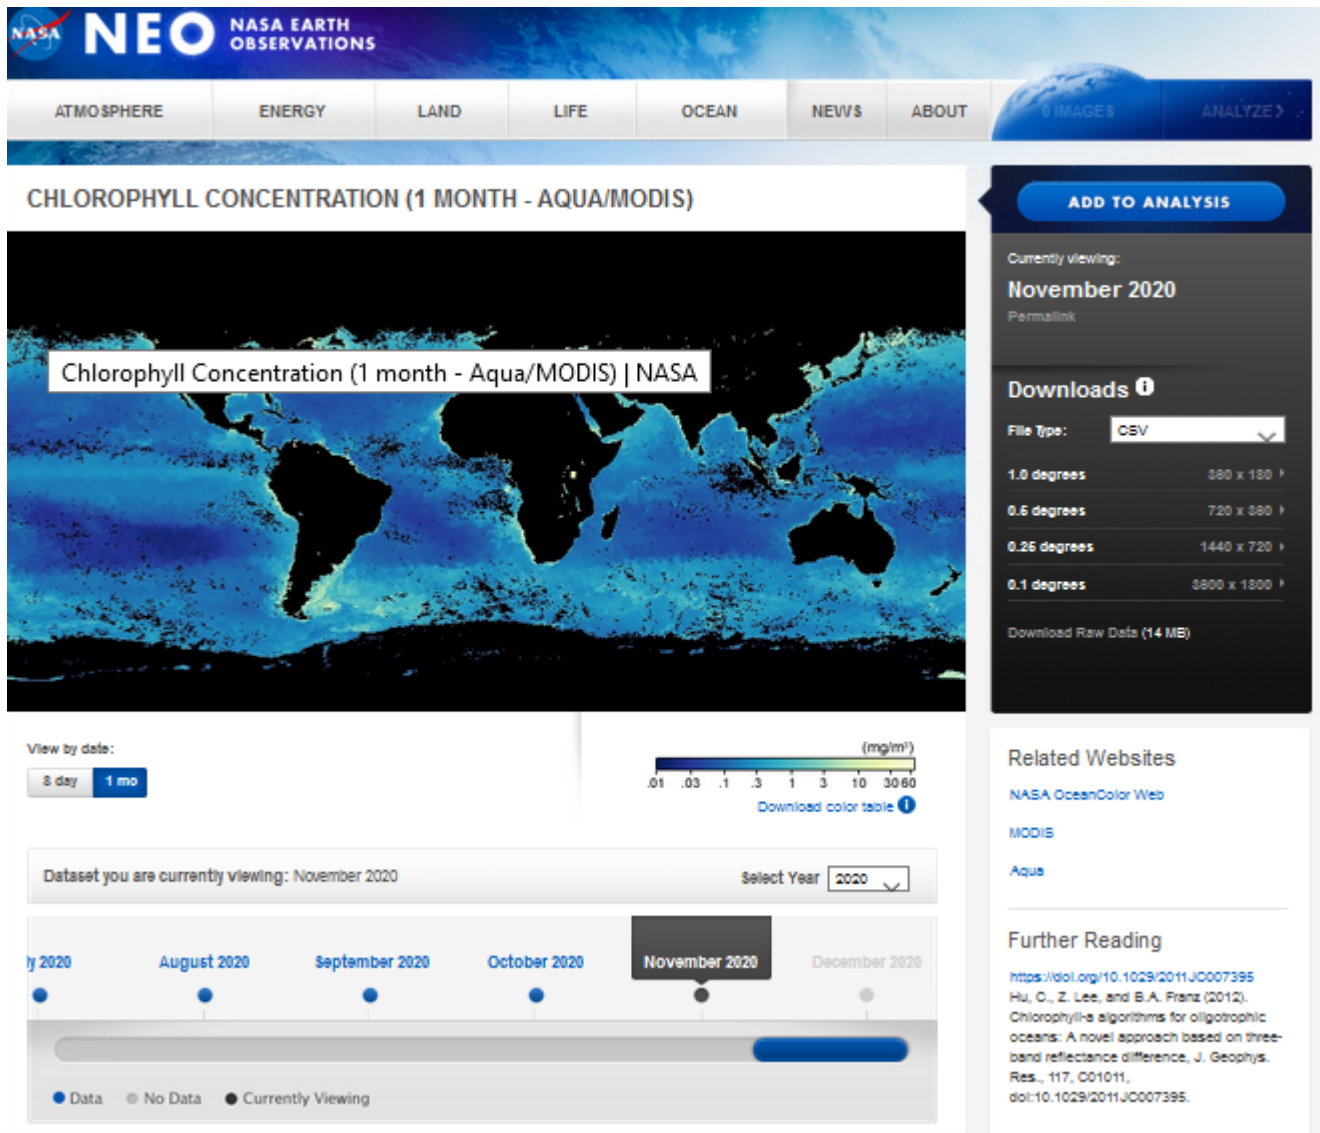 NASA NEO NASA EARTH
OBSERVATIONS
ATMOSPHERE ENERGY LAND LIFE OCEAN NEWS ABOUT 0 IMAGES ANALYZE
CHLOROPHYLL CONCENTRATION (1 MONTH - AQUA/MODIS)
Chlorophyll Concentration (1 month - Aqua/MODIS) | NASA
View by date:
8 day 1 mo
(mg/m³)
.01 .03 .1 .3 1 3 10 30 60
Download color table
Dataset you are currently viewing: November 2020 Select Year 2020
ly 2020 August 2020 September 2020 October 2020 November 2020 December 2020
Data No Data Currently Viewing
ADD TO ANALYSIS
Currently viewing:
November 2020
Permalink
Downloads
File Type: CSV
1.0 degrees 360 x 180
0.5 degrees 720 x 360
0.25 degrees 1440 x 720
0.1 degrees 3600 x 1800
Download Raw Data (14 MB)
Related Websites
NASA OceanColor Web
MODIS
Aqua
Further Reading
https://doi.org/10.1029/2011JC007395
Hu, C., Z. Lee, and B.A. Franz (2012).
Chlorophyll-a algorithms for oligotrophic
oceans: A novel approach based on three-
band reflectance difference, J. Geophys.
Res., 117, C01011,
doi:10.1029/2011JC007395.